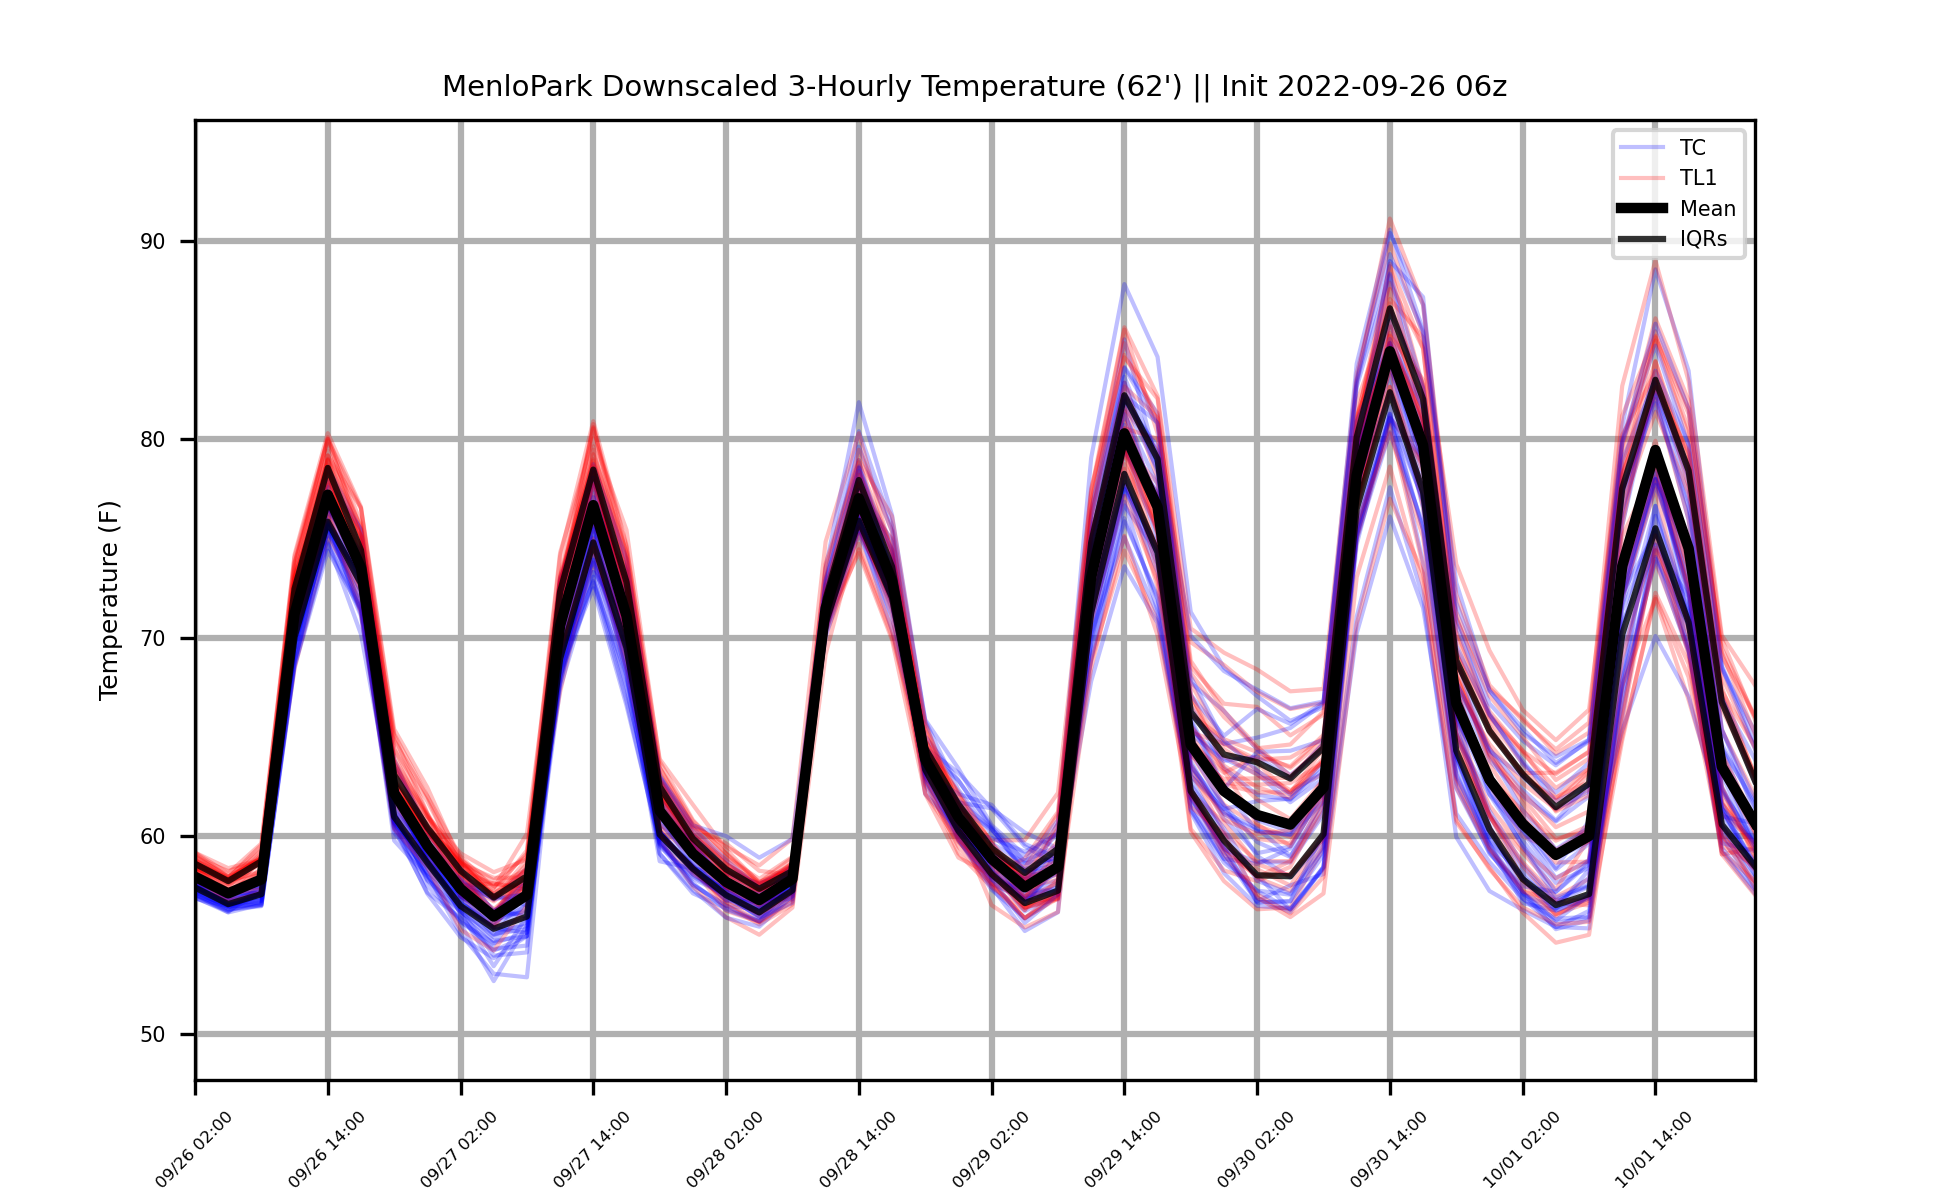 MenloPark Downscaled 3-Hourly Temperature (62') || Init 2022-09-26 06z
TC
TL1
Mean
IQRs
Temperature (F)
90
80
70
60
50
09/26 02:00
09/26 14:00
09/27 02:00
09/27 14:00
09/28 02:00
09/28 14:00
09/29 02:00
09/29 14:00
09/30 02:00
09/30 14:00
10/01 02:00
10/01 14:00